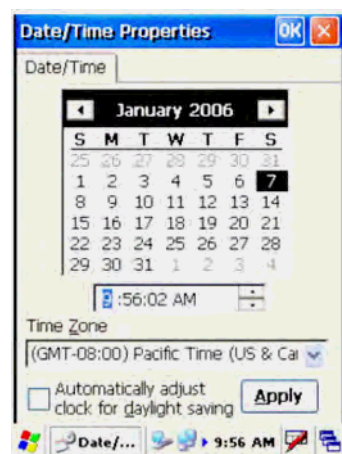 Date/Time Properties OK
Date/Time
January 2006
S M T W T F S
25 26 27 28 29 30 31
1 2 3 4 5 6 7
8 9 10 11 12 13 14
15 16 17 18 19 20 21
22 23 24 25 26 27 28
29 30 31 1 2 3 4
9:56:02 AM
Time Zone
(GMT-08:00) Pacific Time (US & Ca
Automatically adjust
clock for daylight saving
Apply
Date/... 9:56 AM